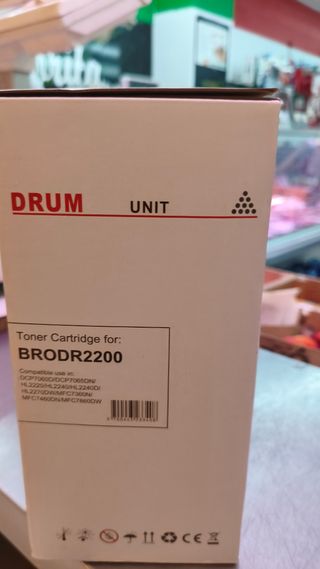 DRUM UNIT
Toner Cartridge for:
BRODR2200
Compatible use in:
DCP7060D/DCP7065DN/
HL2220/HL2240/HL2240D/
HL2270DW/MFC7360N/
MFC7460DN/MFC7860DW